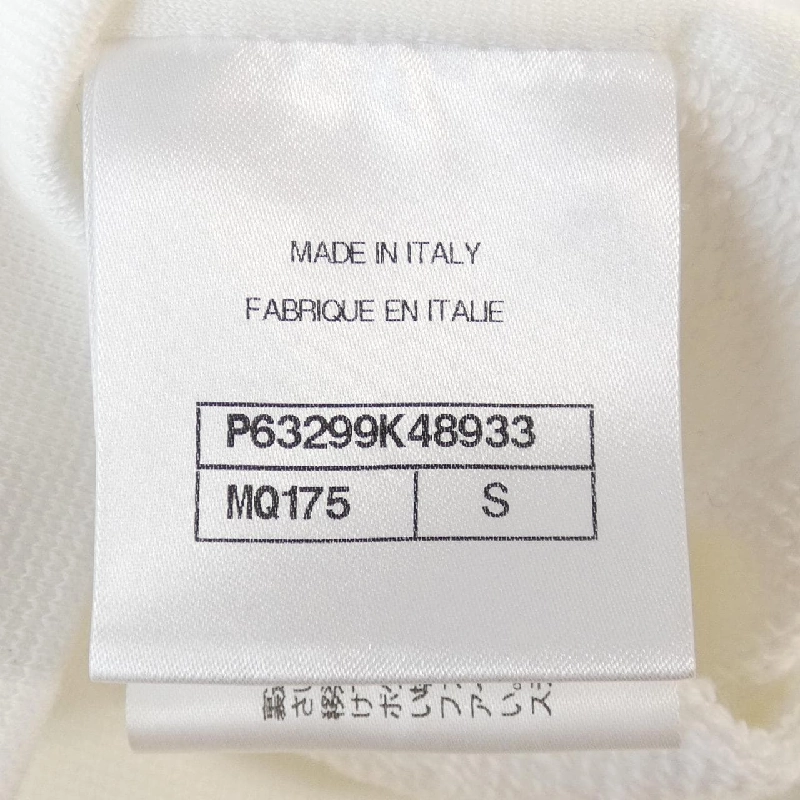 MADE IN ITALY
FABRIQUE EN ITALIE
P63299K48933
MQ175 S